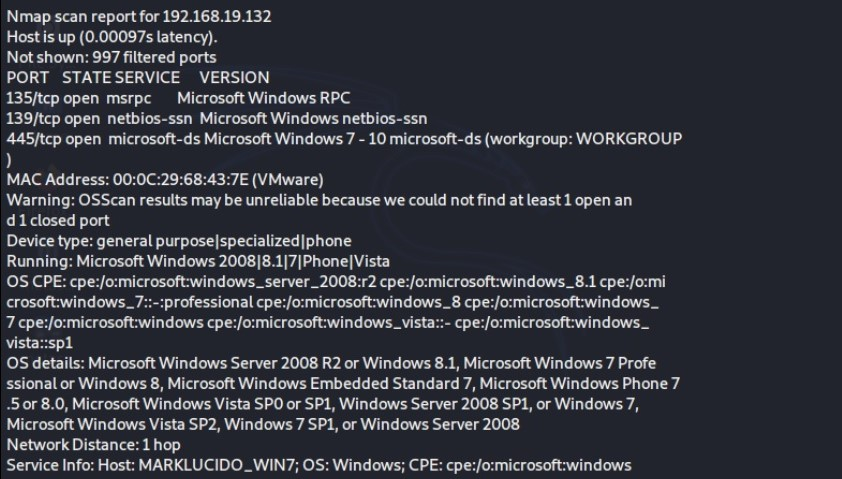 Nmap scan report for 192.168.19.132
Host is up (0.00097s latency).
Not shown: 997 filtered ports
PORT STATE SERVICE VERSION
135/tcp open msrpc Microsoft Windows RPC
139/tcp open netbios-ssn Microsoft Windows netbios-ssn
445/tcp open microsoft-ds Microsoft Windows 7 - 10 microsoft-ds (workgroup: WORKGROUP
)
MAC Address: 00:0C:29:68:43:7E (VMware)
Warning: OSScan results may be unreliable because we could not find at least 1 open an
d 1 closed port
Device type: general purpose|specialized|phone
Running: Microsoft Windows 2008|8.1|7|Phone|Vista
OS CPE: cpe:/o:microsoft:windows_server_2008:r2 cpe:/o:microsoft:windows_8.1 cpe:/o:mi
crosoft:windows_7::-:professional cpe:/o:microsoft:windows_8 cpe:/o:microsoft:windows_
7 cpe:/o:microsoft:windows cpe:/o:microsoft:windows_vista::- cpe:/o:microsoft:windows_
vista::sp1
OS details: Microsoft Windows Server 2008 R2 or Windows 8.1, Microsoft Windows 7 Profe
ssional or Windows 8, Microsoft Windows Embedded Standard 7, Microsoft Windows Phone 7
.5 or 8.0, Microsoft Windows Vista SP0 or SP1, Windows Server 2008 SP1, or Windows 7,
Microsoft Windows Vista SP2, Windows 7 SP1, or Windows Server 2008
Network Distance: 1 hop
Service Info: Host: MARKLUCIDO_WIN7; OS: Windows; CPE: cpe:/o:microsoft:windows